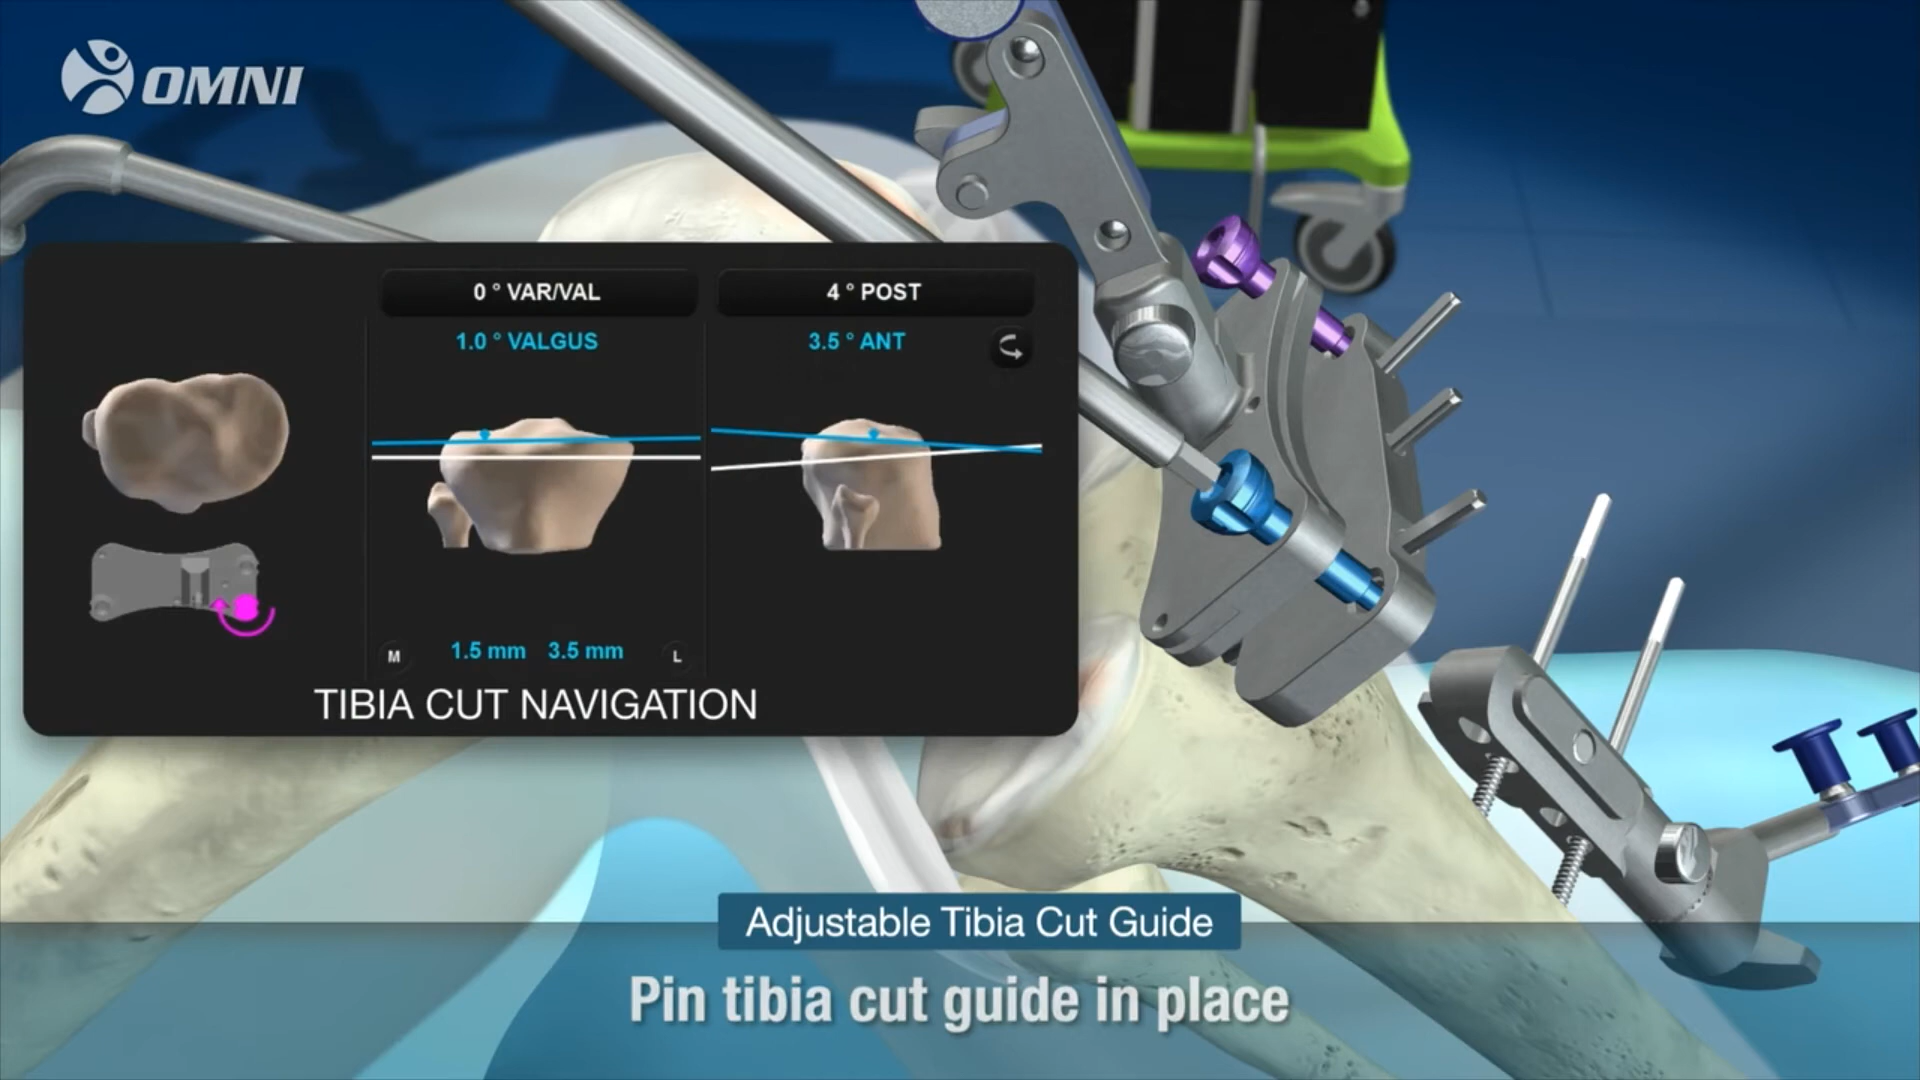 OMNI
0 ° VAR/VAL
4 ° POST
1.0 ° VALGUS
3.5 ° ANT
M
1.5 mm
3.5 mm
L
TIBIA CUT NAVIGATION
Adjustable Tibia Cut Guide
Pin tibia cut guide in place